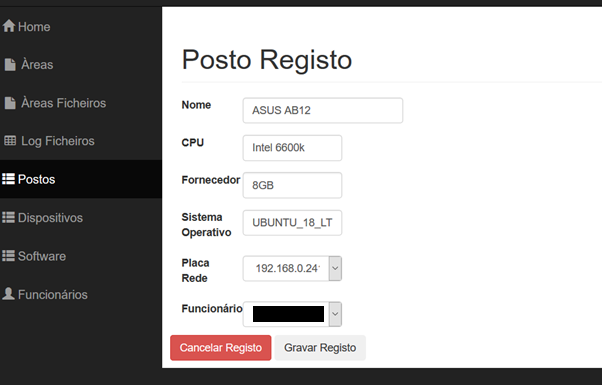 Home
Àreas
Àreas Ficheiros
Log Ficheiros
Postos
Dispositivos
Software
Funcionários
Posto Registo
Nome ASUS AB12
CPU Intel 6600k
Fornecedor 8GB
Sistema
Operativo UBUNTU_18_LT
Placa
Rede 192.168.0.24
Funcionário
Cancelar Registo Gravar Registo